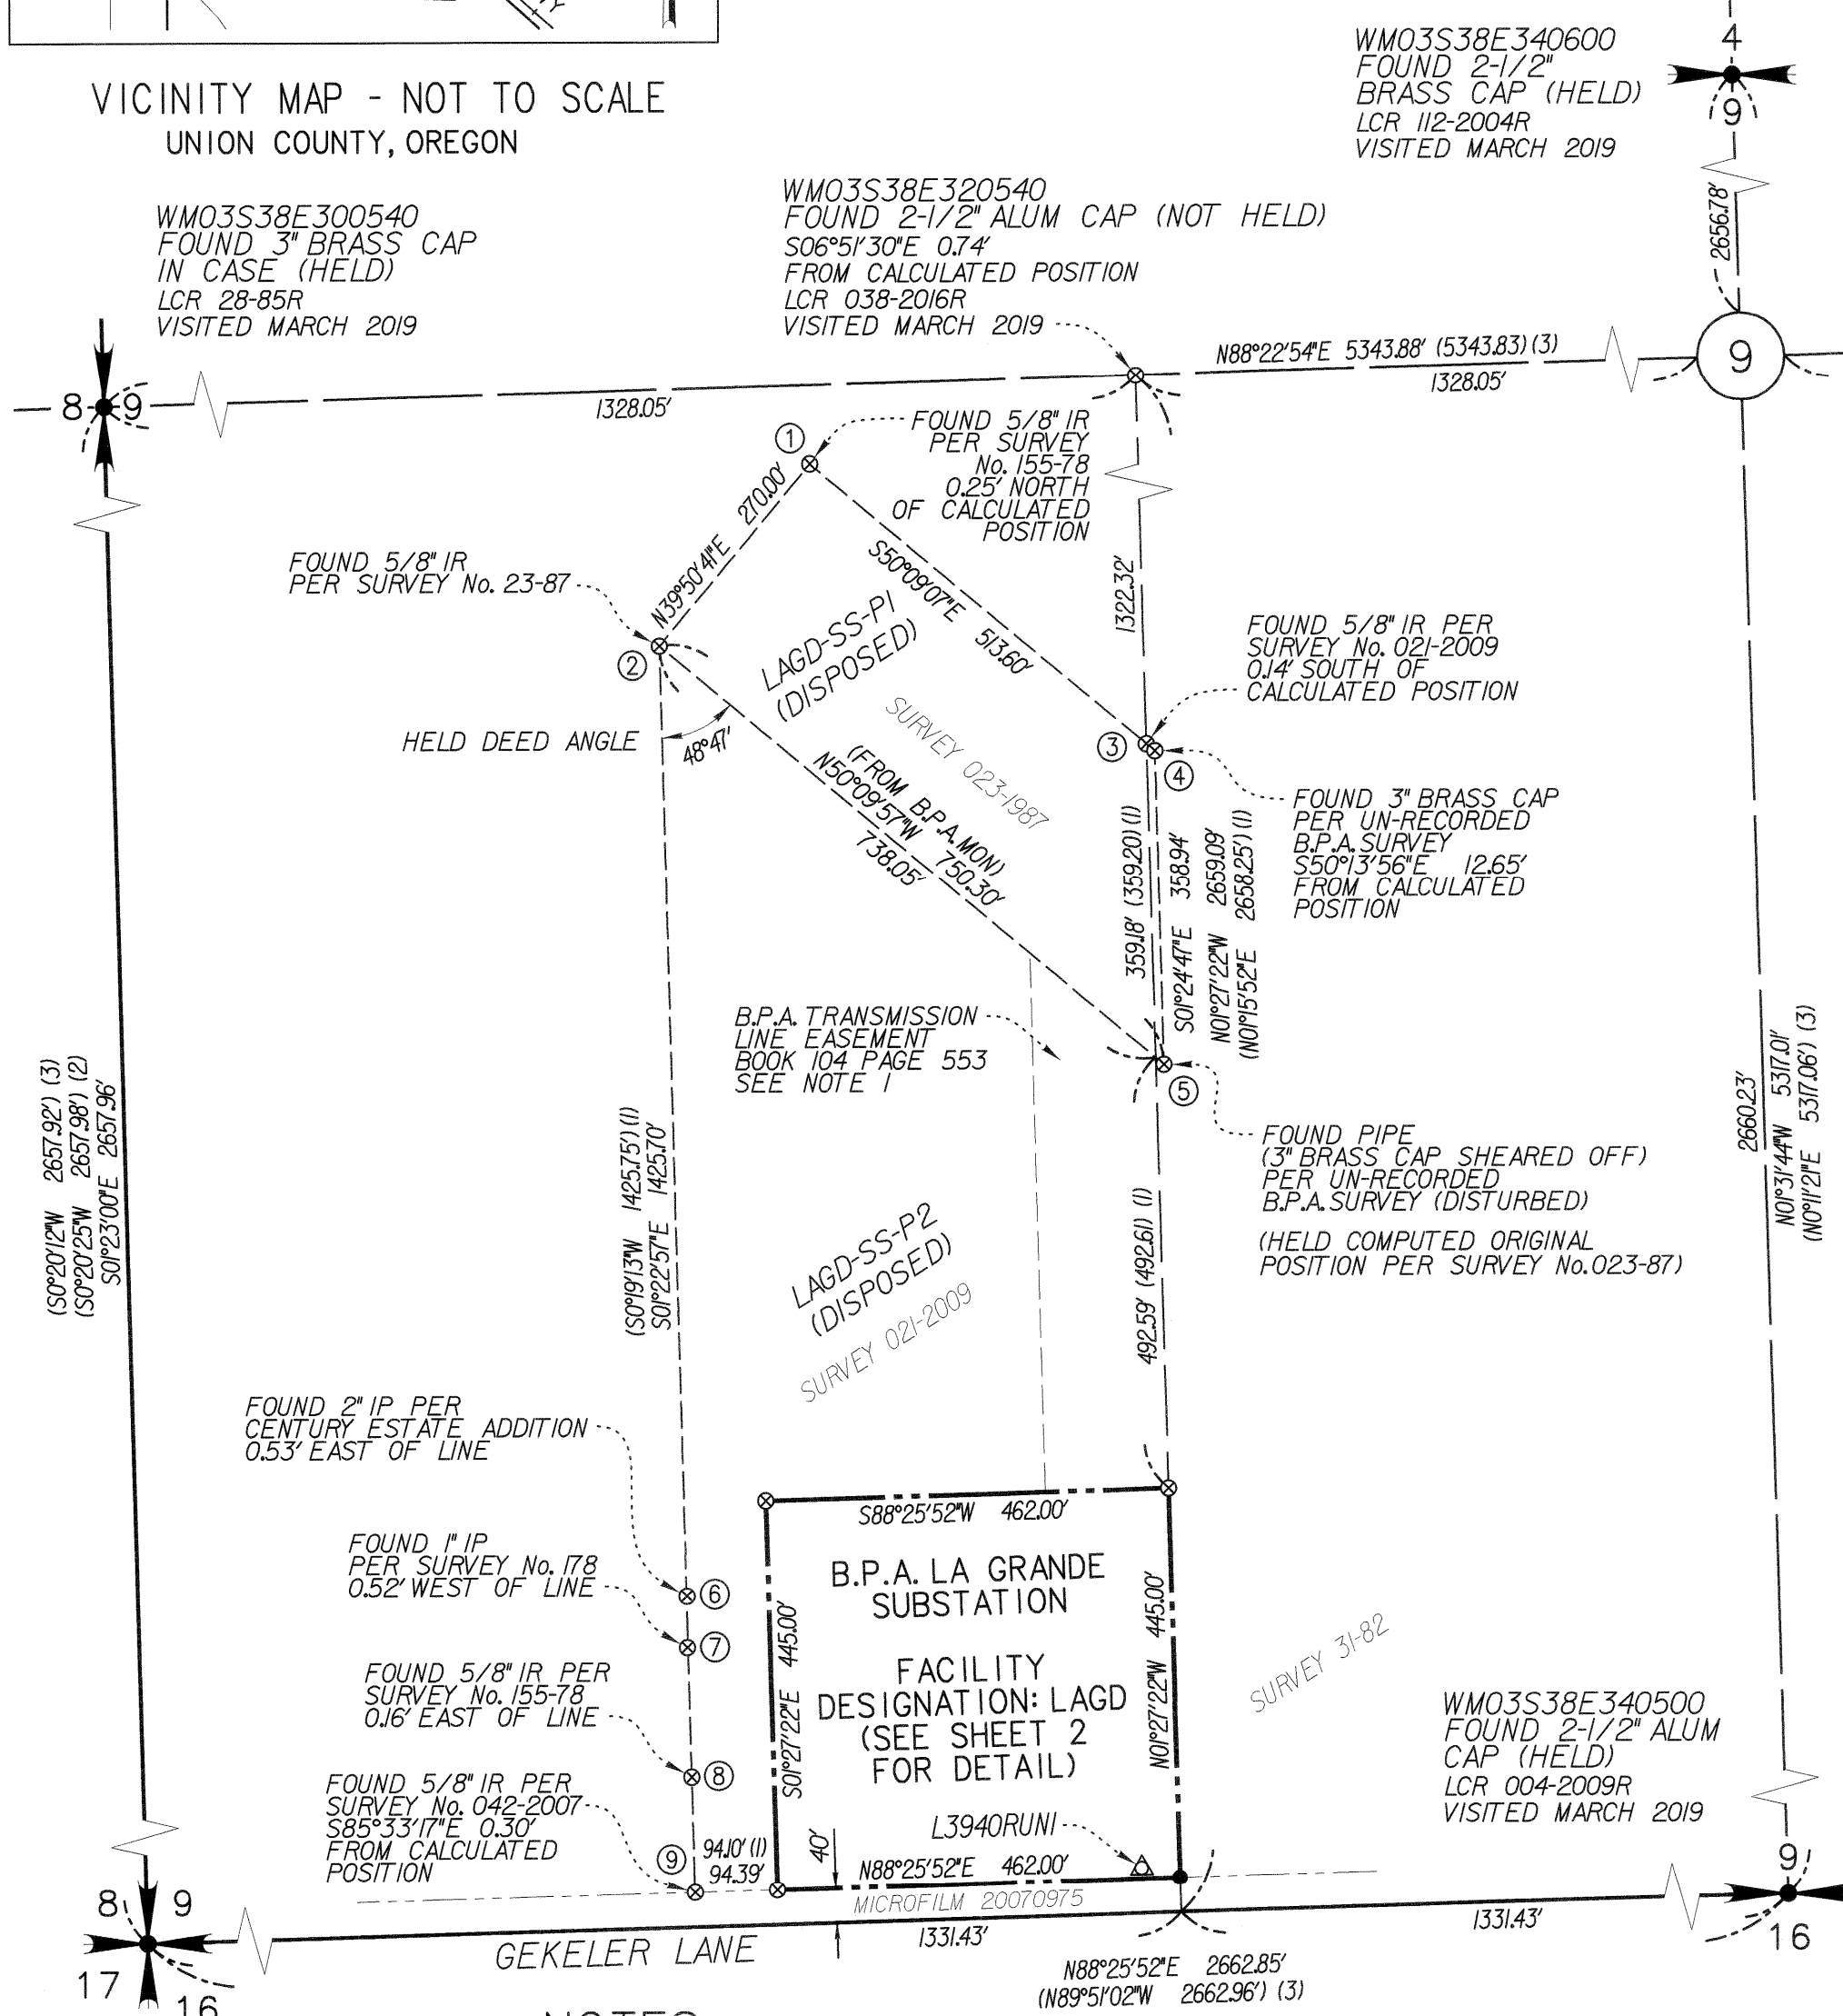 VICINITY MAP - NOT TO SCALE
UNION COUNTY, OREGON
WM03S38E340600
FOUND 2-1/2"
BRASS CAP (HELD)
LCR 112-2004R
VISITED MARCH 2019
4
9
2656.78'
WM03S38E300540
FOUND 3" BRASS CAP
IN CASE (HELD)
LCR 28-85R
VISITED MARCH 2019
WM03S38E320540
FOUND 2-1/2" ALUM CAP (NOT HELD)
S06°51'30"E 0.74'
FROM CALCULATED POSITION
LCR 038-2016R
VISITED MARCH 2019
N88°22'54"E 5343.88' (5343.83) (3)
1328.05'
9
8
9
1328.05'
1
FOUND 5/8" IR
PER SURVEY
No. 155-78
0.25' NORTH
OF CALCULATED
POSITION
N39°50'41"E 270.00'
S50°09'07"E 513.60'
1322.32'
FOUND 5/8" IR
PER SURVEY No. 23-87
2
LAGD-SS-P1
(DISPOSED)
SURVEY 023-1987
HELD DEED ANGLE
48°47'
(FROM B.P.A. MON)
N50°09'57"W 750.30'
738.05'
FOUND 5/8" IR PER
SURVEY No. 021-2009
0.14' SOUTH OF
CALCULATED POSITION
3
4
FOUND 3" BRASS CAP
PER UN-RECORDED
B.P.A. SURVEY
S50°13'56"E 12.65'
FROM CALCULATED
POSITION
359.18' (359.20) (1)
S01°24'47"E 358.94'
N01°27'22"W 2659.09'
(N01°15'52"E 2658.25') (1)
B.P.A. TRANSMISSION
LINE EASEMENT
BOOK 104 PAGE 553
SEE NOTE 1
5
FOUND PIPE
(3" BRASS CAP SHEARED OFF)
PER UN-RECORDED
B.P.A. SURVEY (DISTURBED)
(HELD COMPUTED ORIGINAL
POSITION PER SURVEY No. 023-87)
(S0°20'12"W 2657.92') (3)
(S0°20'25"W 2657.98') (2)
S01°23'00"E 2657.96'
(S0°19'13"W 1425.75') (1)
S01°22'57"E 1425.70'
492.59' (492.61) (1)
2660.23'
N01°31'44"W 5317.01'
(N0°11'21"E 5317.06') (3)
LAGD-SS-P2
(DISPOSED)
SURVEY 021-2009
FOUND 2" IP PER
CENTURY ESTATE ADDITION
0.53' EAST OF LINE
6
FOUND 1" IP
PER SURVEY No. 178
0.52' WEST OF LINE
7
FOUND 5/8" IR PER
SURVEY No. 155-78
0.16' EAST OF LINE
8
FOUND 5/8" IR PER
SURVEY No. 042-2007
S85°33'17"E 0.30'
FROM CALCULATED
POSITION
9
94.10' (1)
94.39'
S88°25'52"W 462.00'
B.P.A. LA GRANDE
SUBSTATION
FACILITY
DESIGNATION: LAGD
(SEE SHEET 2
FOR DETAIL)
S01°27'22"E 445.00'
N01°27'22"W 445.00'
L3940RUN1
40'
N88°25'52"E 462.00'
MICROFILM 20070975
SURVEY 31-82
WM03S38E340500
FOUND 2-1/2" ALUM
CAP (HELD)
LCR 004-2009R
VISITED MARCH 2019
9
16
8
9
17
16
GEKELER LANE
1331.43'
1331.43'
N88°25'52"E 2662.85'
(N89°51'02"W 2662.96') (3)
NOTES